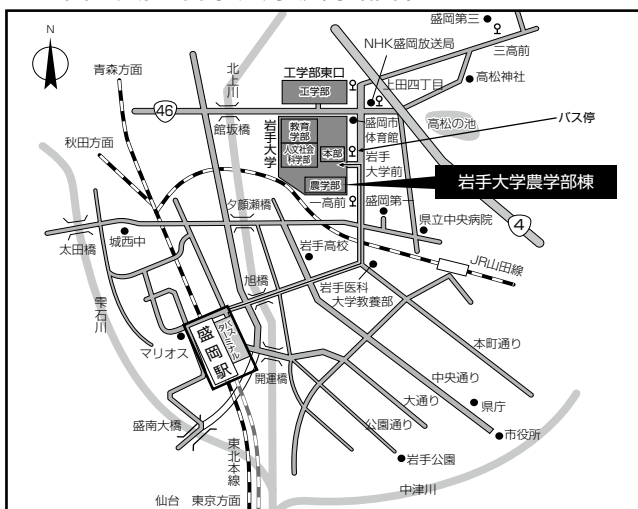 N
青森方面
北上川
46
秋田方面
館坂橋
工学部東口
工学部
NHK盛岡放送局
盛岡第三
三高前
上田四丁目
高松神社
高松の池
岩手大学
教育学部
人文社会科学部
本部
農学部
盛岡市体育館
岩手大学前
バス停
岩手大学農学部棟
4
夕顔瀬橋
一高前
盛岡第一
県立中央病院
太田橋
城西中
岩手高校
JR山田線
雫石川
旭橋
岩手医科大学教養部
マリオス
盛岡駅
バスターミナル
開運橋
本町通り
中央通り
大通り
県庁
公園通り
市役所
盛南大橋
岩手公園
東北本線
中津川
仙台 東京方面